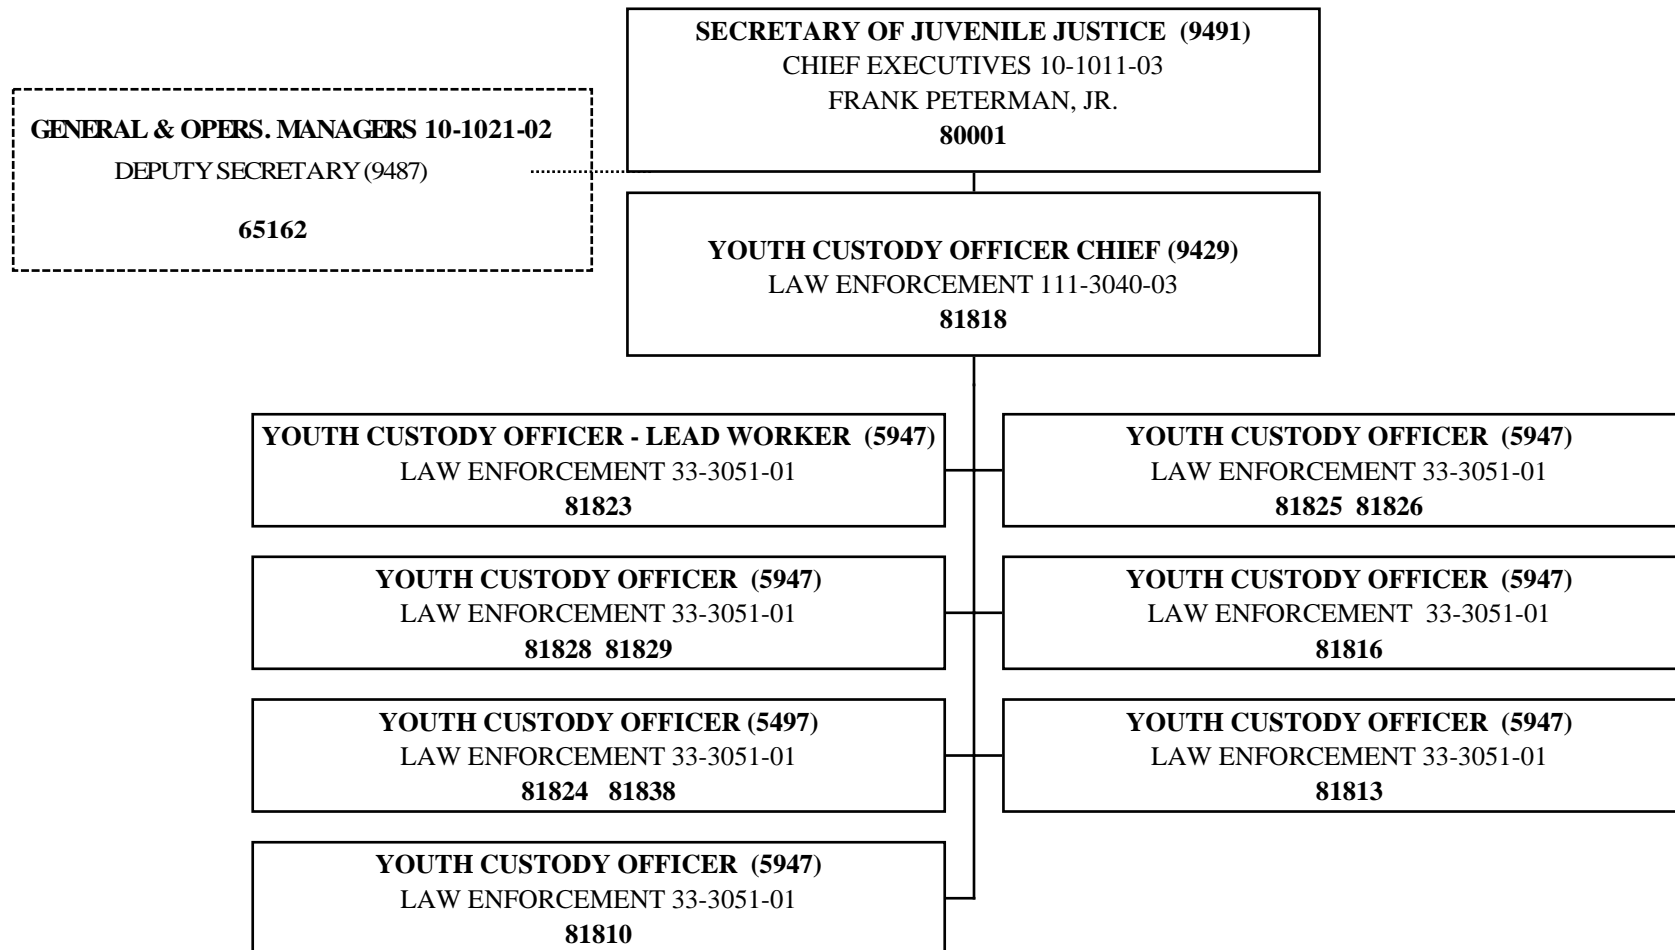 SECRETARY OF JUVENILE JUSTICE (9491)
CHIEF EXECUTIVES 10-1011-03
FRANK PETERMAN, JR.
80001
GENERAL & OPERS. MANAGERS 10-1021-02
DEPUTY SECRETARY (9487)
65162
YOUTH CUSTODY OFFICER CHIEF (9429)
LAW ENFORCEMENT 111-3040-03
81818
YOUTH CUSTODY OFFICER - LEAD WORKER (5947)
LAW ENFORCEMENT 33-3051-01
81823
YOUTH CUSTODY OFFICER (5947)
LAW ENFORCEMENT 33-3051-01
81825 81826
YOUTH CUSTODY OFFICER (5947)
LAW ENFORCEMENT 33-3051-01
81828 81829
YOUTH CUSTODY OFFICER (5947)
LAW ENFORCEMENT 33-3051-01
81816
YOUTH CUSTODY OFFICER (5497)
LAW ENFORCEMENT 33-3051-01
81824 81838
YOUTH CUSTODY OFFICER (5947)
LAW ENFORCEMENT 33-3051-01
81813
YOUTH CUSTODY OFFICER (5947)
LAW ENFORCEMENT 33-3051-01
81810